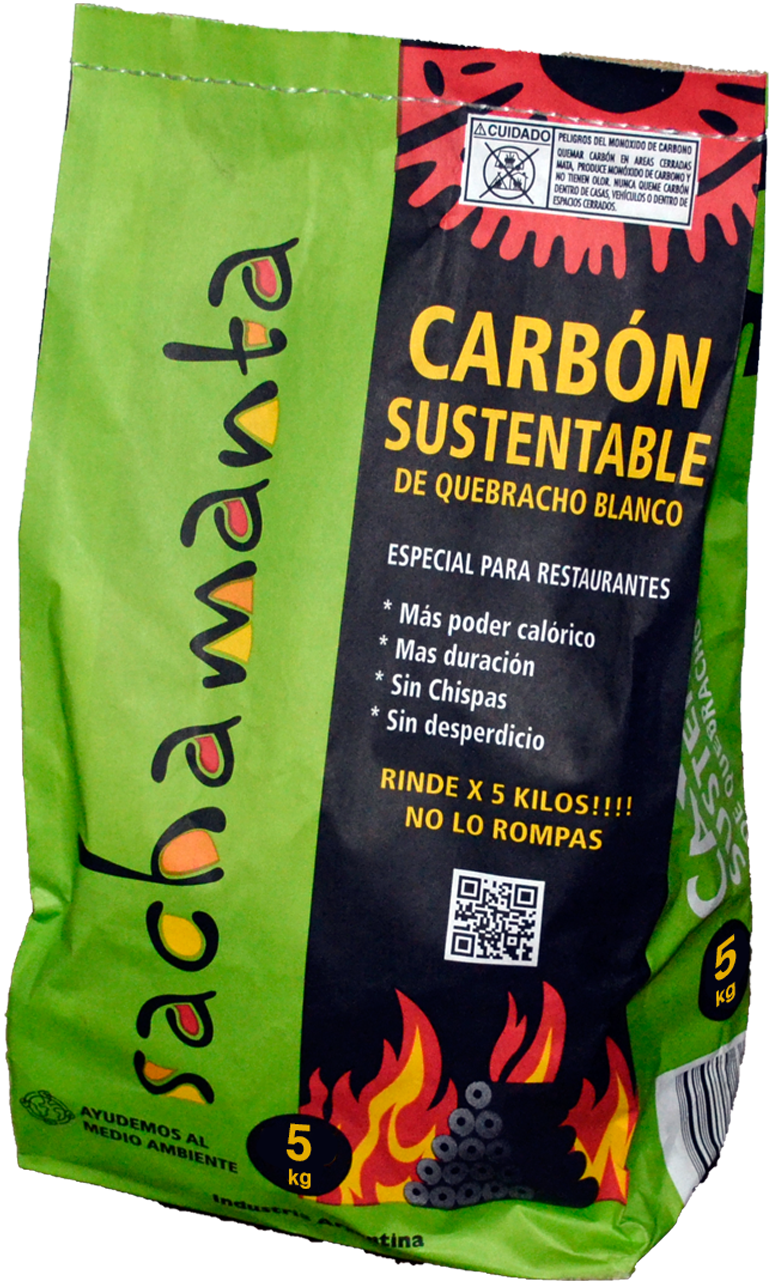 CUIDADO
PELIGROS DEL MONOXIDO DE CARBONO
QUEMAR CARBÓN EN AREAS CERRADAS
MATA, PRODUCE MONÓXIDO DE CARBONO Y
NO TIENEN OLOR. NUNCA QUEME CARBÓN
DENTRO DE CASAS, VEHÍCULOS O DENTRO DE
ESPACIOS CERRADOS.
sachamanta
CARBÓN
SUSTENTABLE
DE QUEBRACHO BLANCO
ESPECIAL PARA RESTAURANTES
* Más poder calórico
* Mas duración
* Sin Chispas
* Sin desperdicio
RINDE X 5 KILOS!!!!
NO LO ROMPAS
5
kg
AYUDEMOS AL
MEDIO AMBIENTE
5
kg
Industria